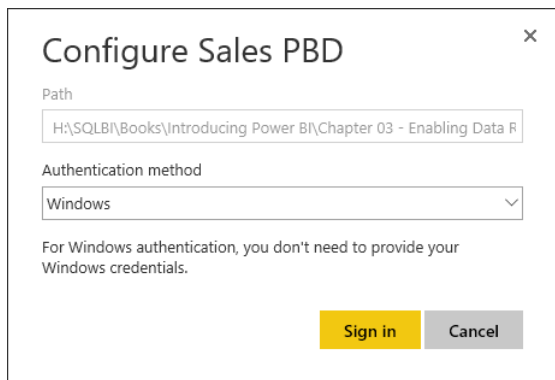 Configure Sales PBD
Path
H:\SQLBI\Books\Introducing Power BI\Chapter 03 - Enabling Data R
Authentication method
Windows
For Windows authentication, you don't need to provide your
Windows credentials.
Sign in
Cancel